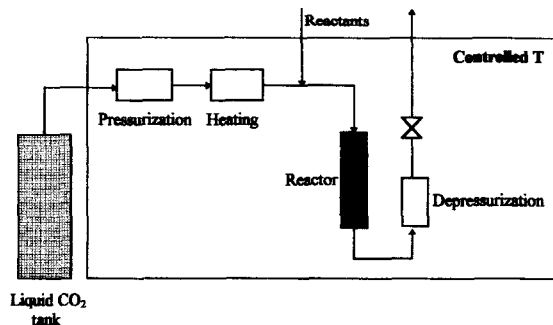 Reactants
Controlled T
Pressurization
Heating
Reactor
Depressurization
Liquid CO₂
tank